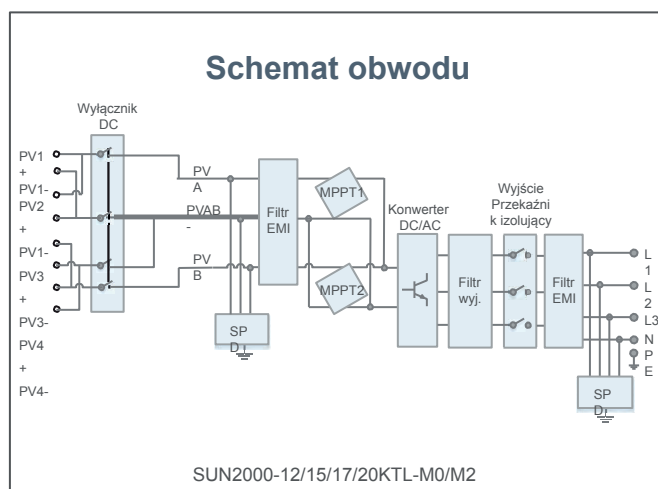 Schemat obwodu
Wyłącznik
DC
PV1
+
PV1-
PV2
+
PV1-
PV3
+
PV3-
PV4
+
PV4-
PV
A
PVAB
-
PV
B
SP
D
Filtr
EMI
MPPT1
MPPT2
Konwerter
DC/AC
Filtr
wyj.
Wyjście
Przekaźni
k izolujący
Filtr
EMI
SP
D
L
1
L
2
L3
N
P
E
SUN2000-12/15/17/20KTL-M0/M2